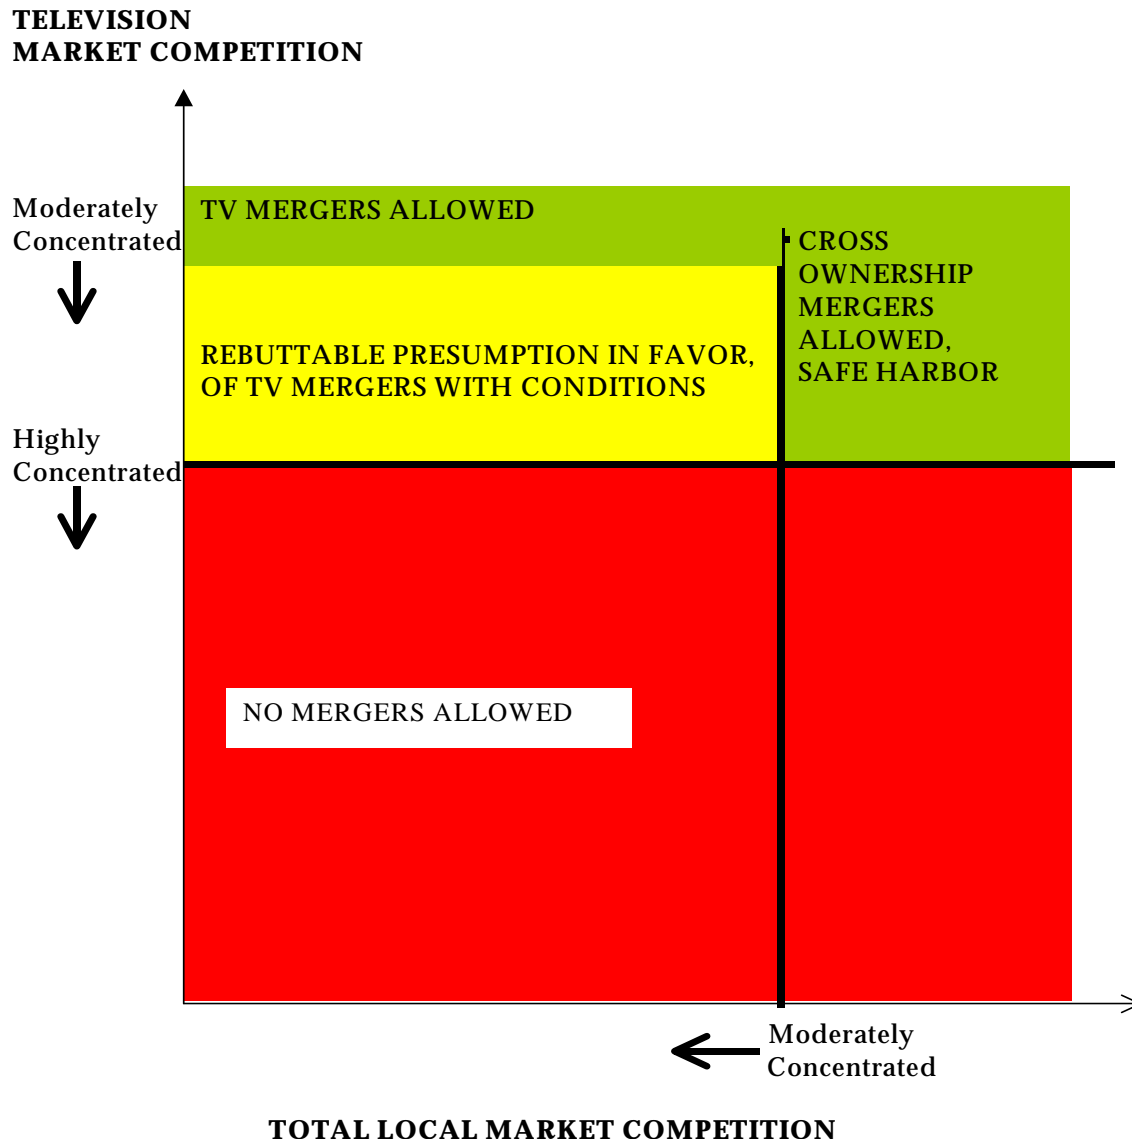 TELEVISION
MARKET COMPETITION
Moderately
Concentrated
TV MERGERS ALLOWED
CROSS
OWNERSHIP
MERGERS
ALLOWED,
SAFE HARBOR
REBUTTABLE PRESUMPTION IN FAVOR,
OF TV MERGERS WITH CONDITIONS
Highly
Concentrated
NO MERGERS ALLOWED
Moderately
Concentrated
TOTAL LOCAL MARKET COMPETITION